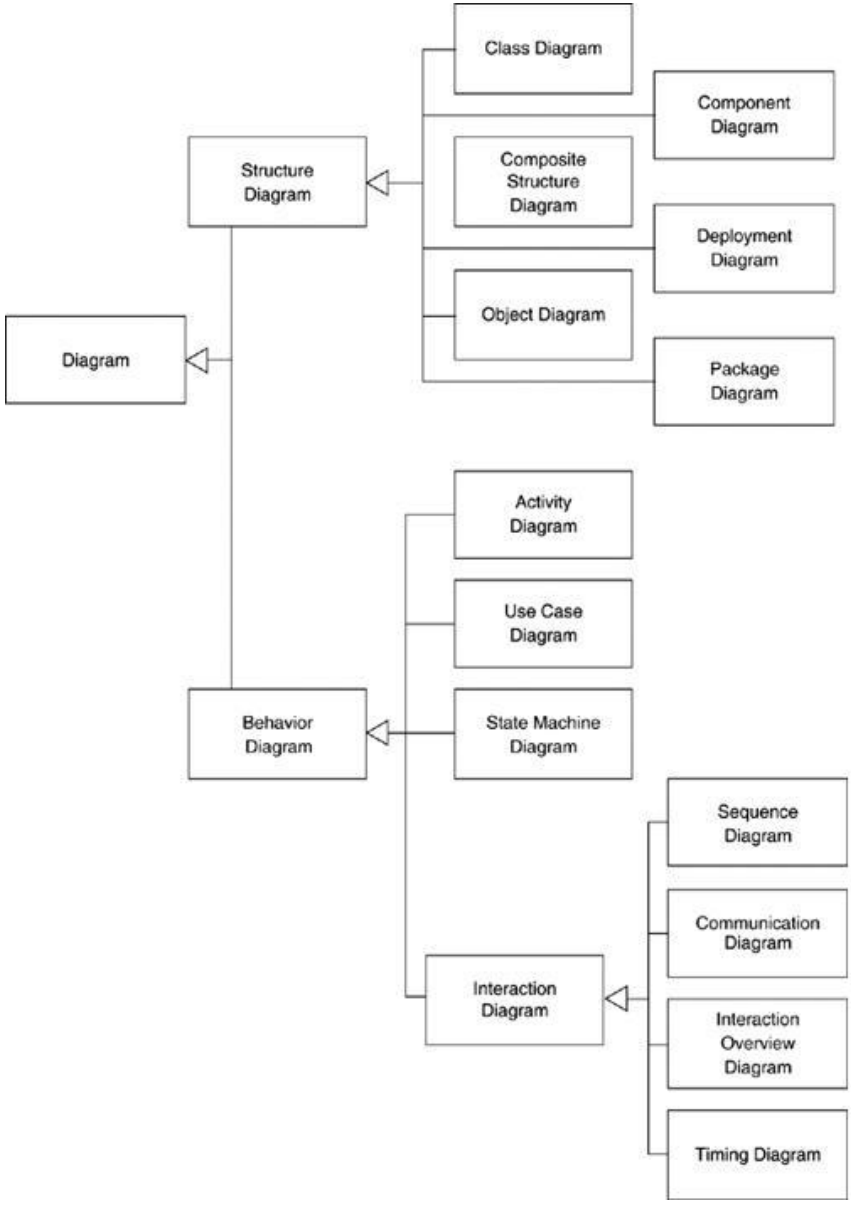 Class Diagram
Component
Diagram
Structure
Diagram
Composite
Structure
Diagram
Deployment
Diagram
Object Diagram
Diagram
Package
Diagram
Activity
Diagram
Use Case
Diagram
Behavior
Diagram
State Machine
Diagram
Sequence
Diagram
Communication
Diagram
Interaction
Diagram
Interaction
Overview
Diagram
Timing Diagram